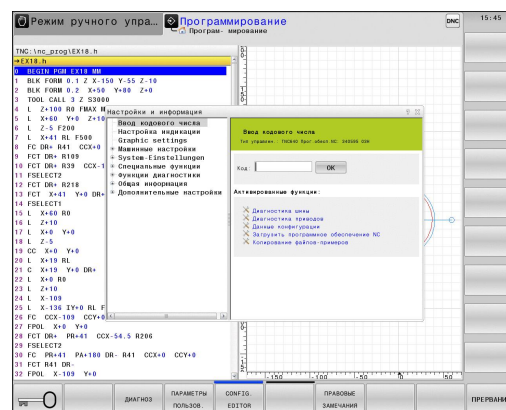 Режим ручного упра…
Программирование
Програм- мирование
DNC
15:45
TNC:\nc_prog\EX18.h
→EX18.h
0 BEGIN PGM EX18 MM
1 BLK FORM 0.1 Z X-150 Y-55 Z-10
2 BLK FORM 0.2 X+50 Y+80 Z+0
3 TOOL CALL 3 Z S3000
4 L Z+100 R0 FMAX M
5 L X+60 Y+0 Z+10
6 L Z-5 F200
7 L X+41 RL F500
8 FC DR+ R41 CCX+0
9 FCT DR+ R109
10 FCT DR+ R39 CCX-1
11 FSELECT2
12 FCT DR+ R218
13 FCT X+41 Y+0 DR+
14 FSELECT1
15 L X+60 R0
16 L Z+10
17 L X+0 Y+0
18 L Z-5
19 CC X+0 Y+0
20 L X+19 RL
21 C X+19 Y+0 DR+
22 L X+0 R0
23 L Z+10
24 L X-109
25 L X-136 IY+0 RL F
26 FC CCX-109 CCY+0
27 FPOL X+0 Y+0
28 FCT DR+ PR+41 CCX-54.5 R206
29 FSELECT2
30 FC PR+41 PA+180 DR- R41 CCX+0 CCY+0
31 FCT R41 DR-
32 FPOL X-109 Y+0
Настройки и информация
Ввод кодового числа
Настройка индикации
Graphic settings
Машинные настройки
System-Einstellungen
Специальные функции
Функции диагностики
Общая информация
Дополнительные настройки
Ввод кодового числа
Код:
OK
Активированные функции:
Диагностика шины
Диагностика приводов
Данные конфигурации
Загрузить программное обеспечение NC
Копирование файлов-примеров
-150
-100
-50
0
50
ДИАГНОЗ
ПАРАМЕТРЫ ПОЛЬЗОВ.
CONFIG. EDITOR
ПРАВОВЫЕ ЗАМЕЧАНИЯ
ПРЕРВАНИ